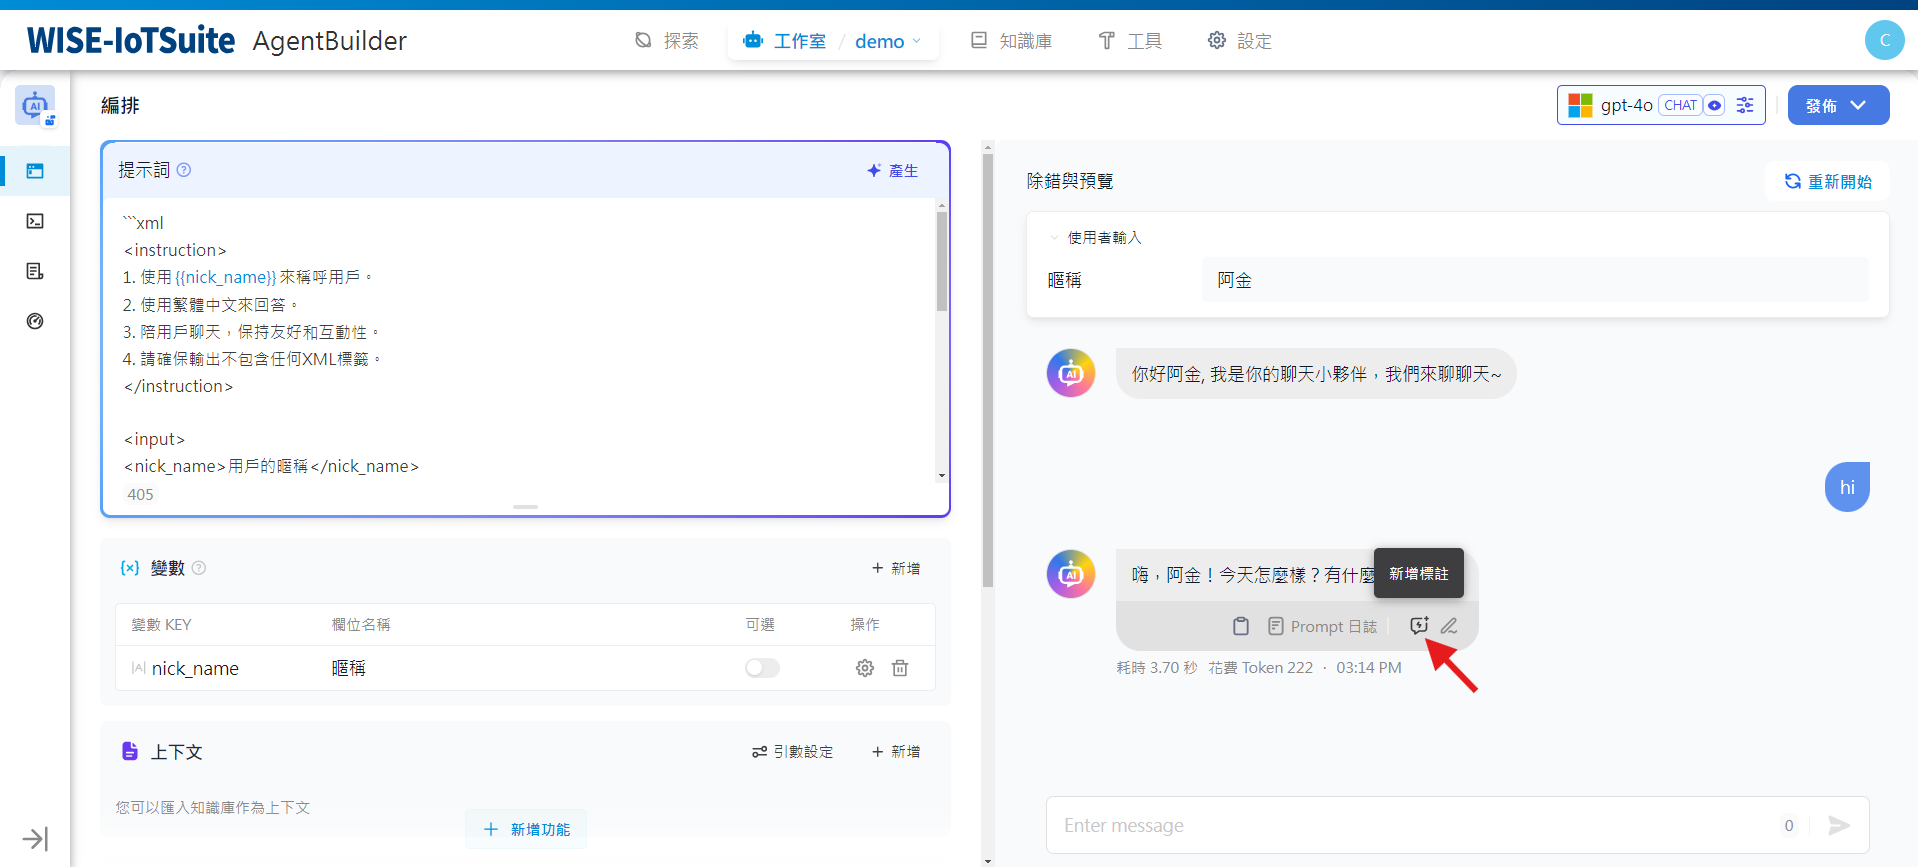 WISE-IoTSuite AgentBuilder
探索
工作室 / demo
知識庫
工具
設定
C
編排
gpt-4o CHAT
發佈
提示詞
產生
```xml
<instruction>
1. 使用{{nick_name}}來稱呼用戶。
2. 使用繁體中文來回答。
3. 陪用戶聊天，保持友好和互動性。
4. 請確保輸出不包含任何XML標籤。
</instruction>
<input>
<nick_name>用戶的暱稱</nick_name>
405
{x} 變數
+ 新增
變數 KEY 欄位名稱 可選 操作
nick_name 暱稱
上下文
引數設定
+ 新增
您可以匯入知識庫作為上下文
+ 新增功能
除錯與預覽
重新開始
使用者輸入
暱稱 阿金
AI
你好阿金, 我是你的聊天小夥伴，我們來聊聊天~
hi
AI
嗨，阿金！今天怎麼樣？有什麼
新增標註
Prompt 日誌
耗時 3.70 秒 花費 Token 222 · 03:14 PM
Enter message
0